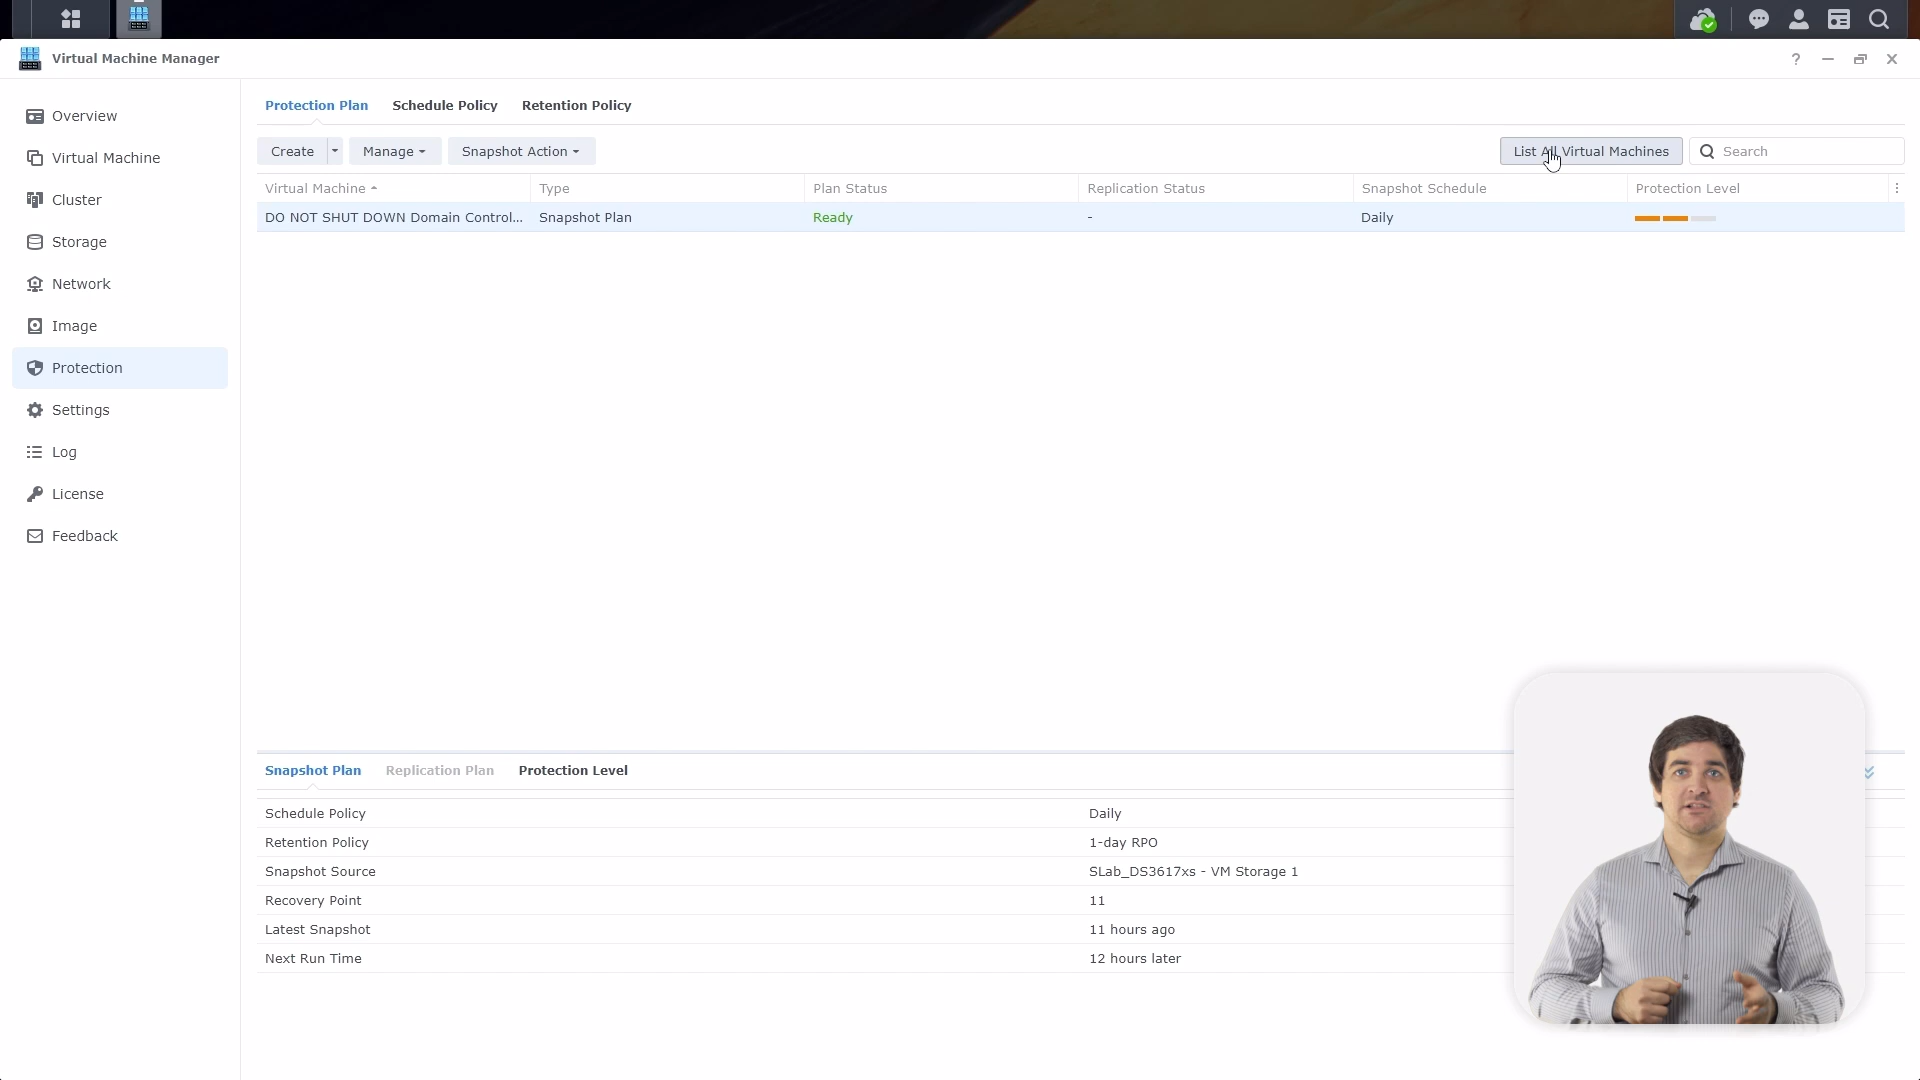 Virtual Machine Manager
?
Overview
Virtual Machine
Cluster
Storage
Network
Image
Protection
Settings
Log
License
Feedback
Protection Plan Schedule Policy Retention Policy
Create Manage Snapshot Action List All Virtual Machines Search
Virtual Machine Type Plan Status Replication Status Snapshot Schedule Protection Level
DO NOT SHUT DOWN Domain Control... Snapshot Plan Ready - Daily
Snapshot Plan Replication Plan Protection Level
Schedule Policy Daily
Retention Policy 1-day RPO
Snapshot Source SLab_DS3617xs - VM Storage 1
Recovery Point 11
Latest Snapshot 11 hours ago
Next Run Time 12 hours later